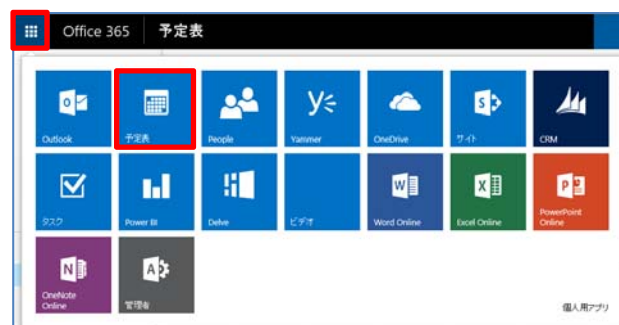 Office 365 予定表
Outlook
予定表
People
Yammer
OneDrive
サイト
CRM
タスク
Power BI
Delve
ビデオ
Word Online
Excel Online
PowerPoint
Online
OneNote
Online
管理者
個人用アプリ